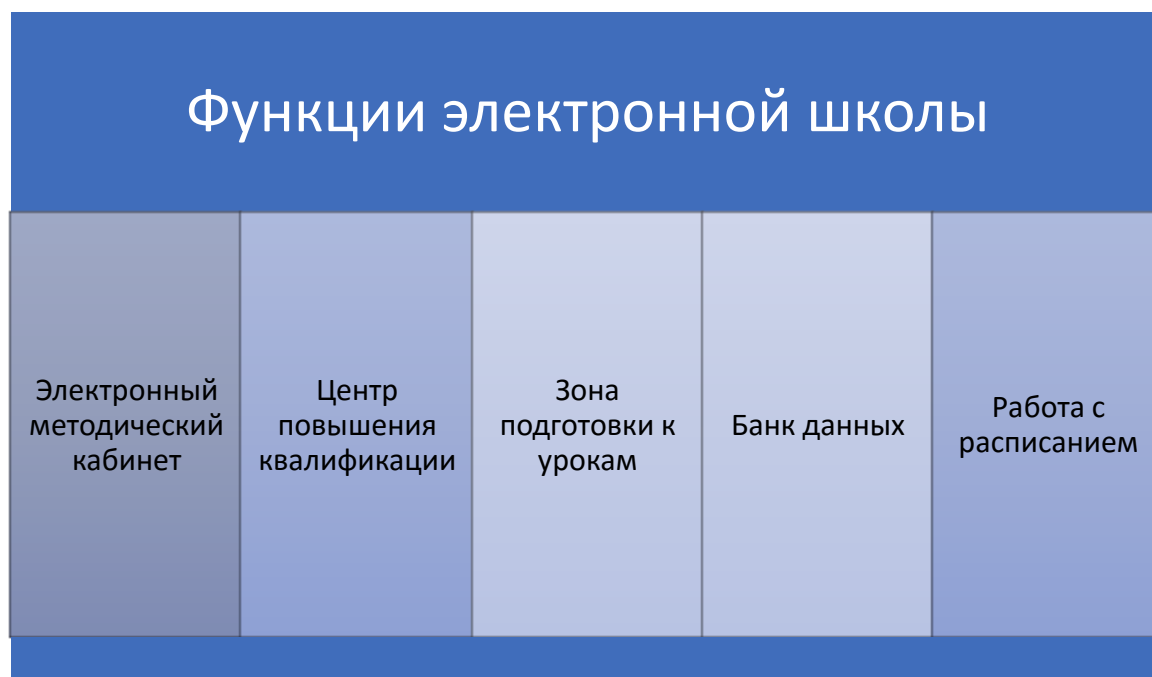 Функции электронной школы
Электронный
методический
кабинет
Центр
повышения
квалификации
Зона
подготовки к
урокам
Банк данных
Работа с
расписанием